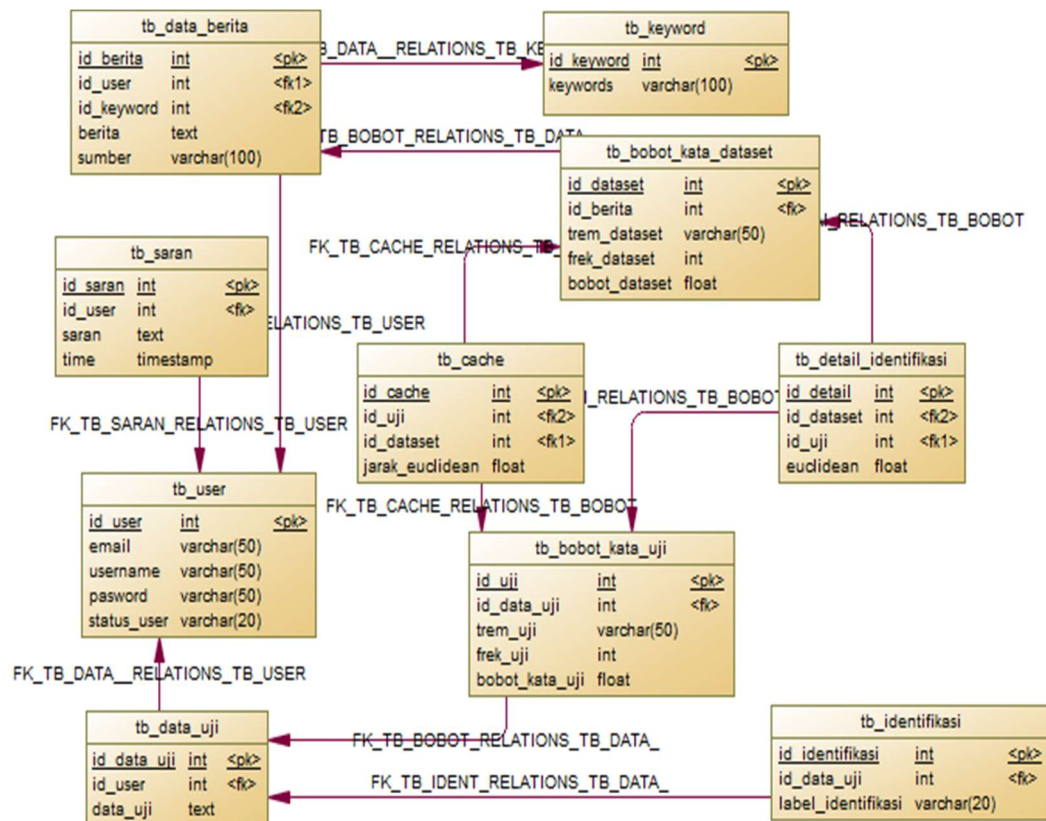 tb_data_berita
id_berita int <pk>
id_user int <fk1>
id_keyword int <fk2>
berita text
sumber varchar(100)
B_DATA__RELATIONS_TB_KE
tb_keyword
id_keyword int <pk>
keywords varchar(100)
TB_BOBOT_RELATIONS_TB_DATA_
tb_bobot_kata_dataset
id_dataset int <pk>
id_berita int <fk>
trem_dataset varchar(50)
frek_dataset int
bobot_dataset float
I_RELATIONS_TB_BOBOT
FK_TB_CACHE_RELATIONS_TB_
tb_saran
id_saran int <pk>
id_user int <fk>
saran text
time timestamp
ELATIONS_TB_USER
FK_TB_SARAN_RELATIONS_TB_USER
tb_cache
id_cache int <pk>
id_uji int <fk2>
id_dataset int <fk1>
jarak_euclidean float
I_RELATIONS_TB_BOBOT
tb_detail_identifikasi
id_detail int <pk>
id_dataset int <fk2>
id_uji int <fk1>
euclidean float
FK_TB_CACHE_RELATIONS_TB_BOBOT
tb_user
id_user int <pk>
email varchar(50)
username varchar(50)
pasword varchar(50)
status_user varchar(20)
tb_bobot_kata_uji
id_uji int <pk>
id_data_uji int <fk>
trem_uji varchar(50)
frek_uji int
bobot_kata_uji float
FK_TB_DATA__RELATIONS_TB_USER
tb_data_uji
id_data_uji int <pk>
id_user int <fk>
data_uji text
FK_TB_BOBOT_RELATIONS_TB_DATA_
FK_TB_IDENT_RELATIONS_TB_DATA_
tb_identifikasi
id_identifikasi int <pk>
id_data_uji int <fk>
label_identifikasi varchar(20)